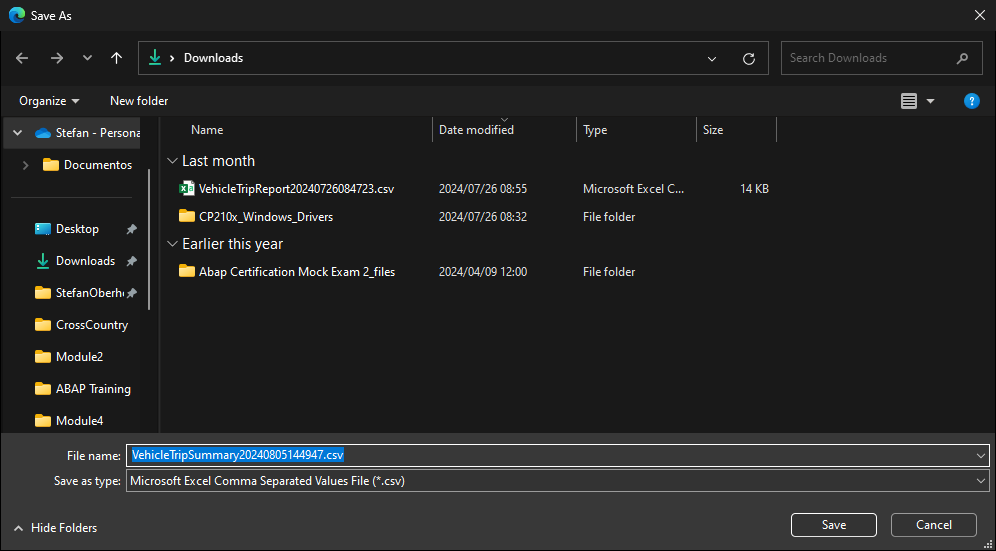 Save As
Downloads
Search Downloads
Organize
New folder
?
Stefan - Persona
Documentos
Desktop
Downloads
StefanOberh
CrossCountry
Module2
ABAP Training
Module4
Name Date modified Type Size
Last month
VehicleTripReport20240726084723.csv 2024/07/26 08:55 Microsoft Excel C... 14 KB
CP210x_Windows_Drivers 2024/07/26 08:32 File folder
Earlier this year
Abap Certification Mock Exam 2_files 2024/04/09 12:00 File folder
File name: VehicleTripSummary20240805144947.csv
Save as type: Microsoft Excel Comma Separated Values File (*.csv)
Hide Folders
Save
Cancel